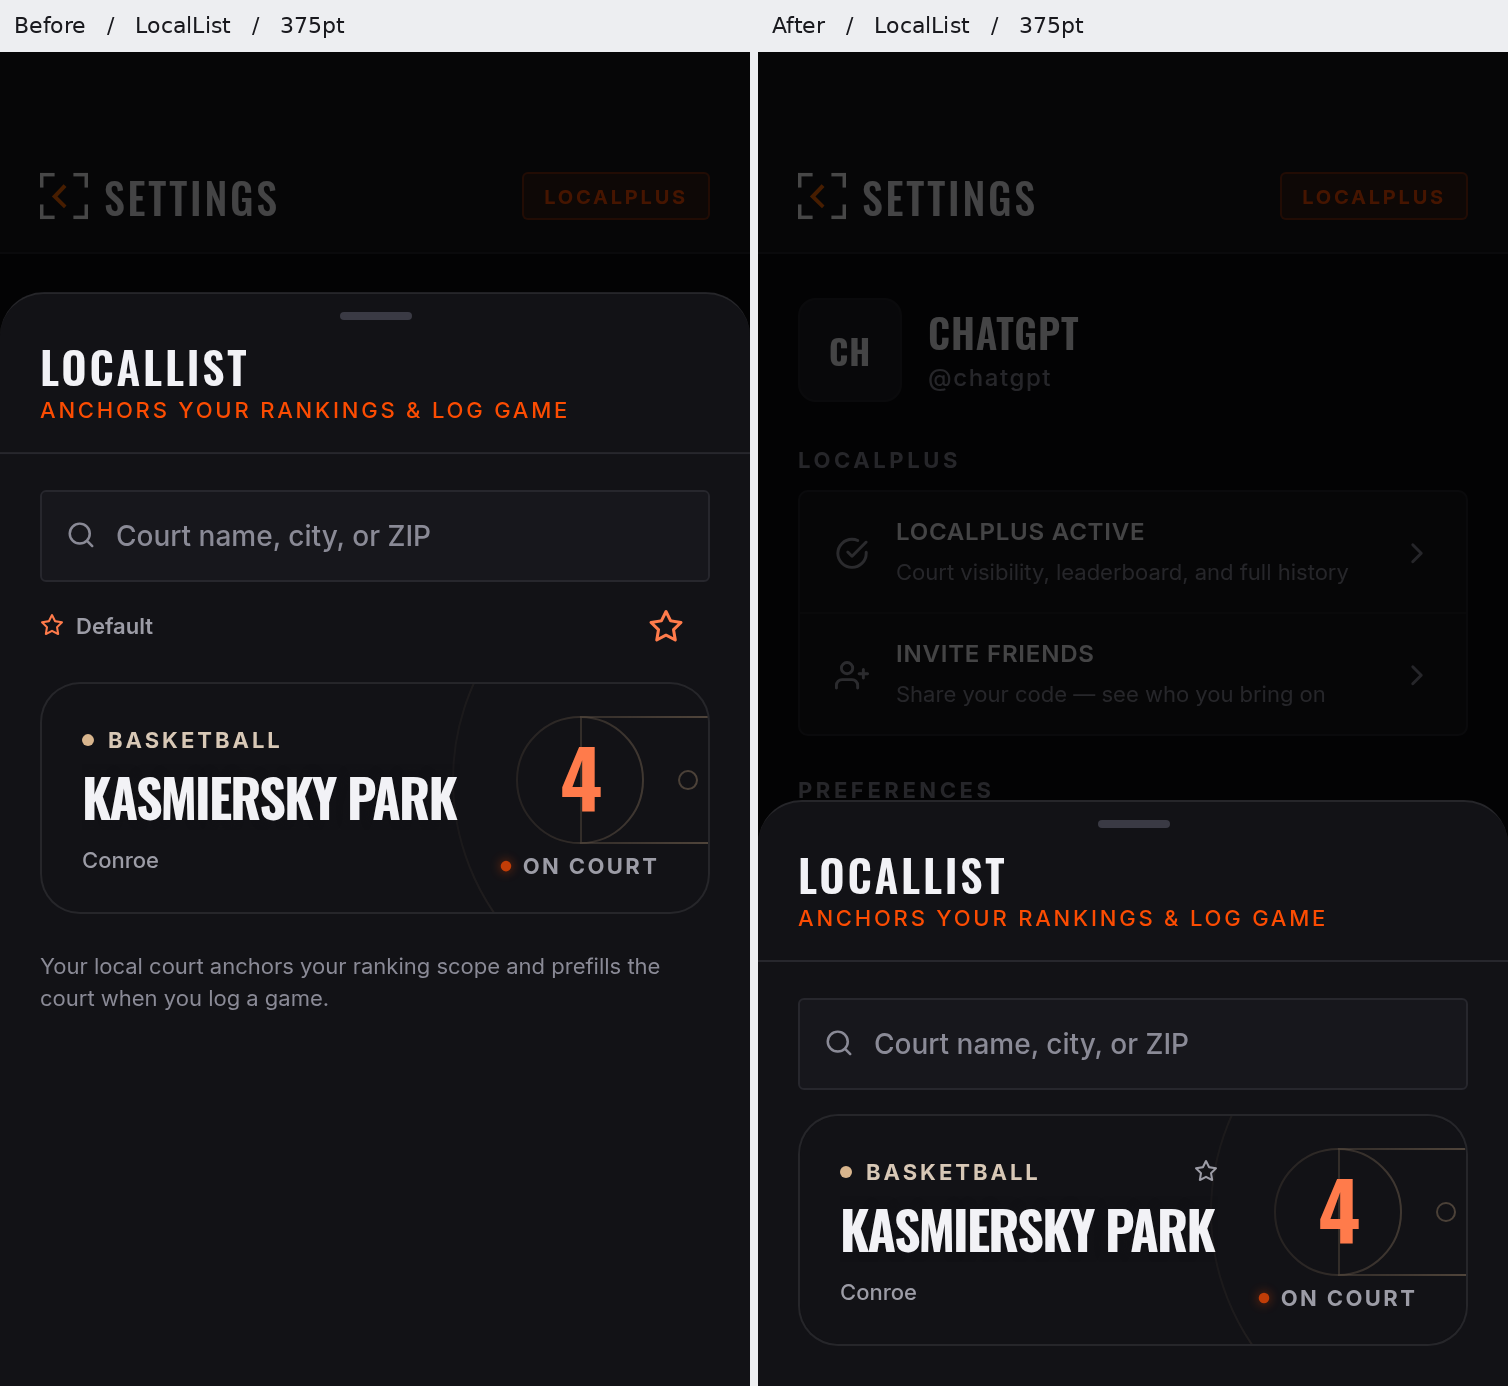 Before / LocalList / 375pt
SETTINGS
LOCALPLUS
LOCALLIST
ANCHORS YOUR RANKINGS & LOG GAME
Court name, city, or ZIP
Default
BASKETBALL
KASMIERSKY PARK
Conroe
4
ON COURT
Your local court anchors your ranking scope and prefills the
court when you log a game.
After / LocalList / 375pt
SETTINGS
LOCALPLUS
CH
CHATGPT
@chatgpt
LOCALPLUS
LOCALPLUS ACTIVE
Court visibility, leaderboard, and full history
INVITE FRIENDS
Share your code — see who you bring on
PREFERENCES
LOCALLIST
ANCHORS YOUR RANKINGS & LOG GAME
Court name, city, or ZIP
BASKETBALL
KASMIERSKY PARK
Conroe
4
ON COURT